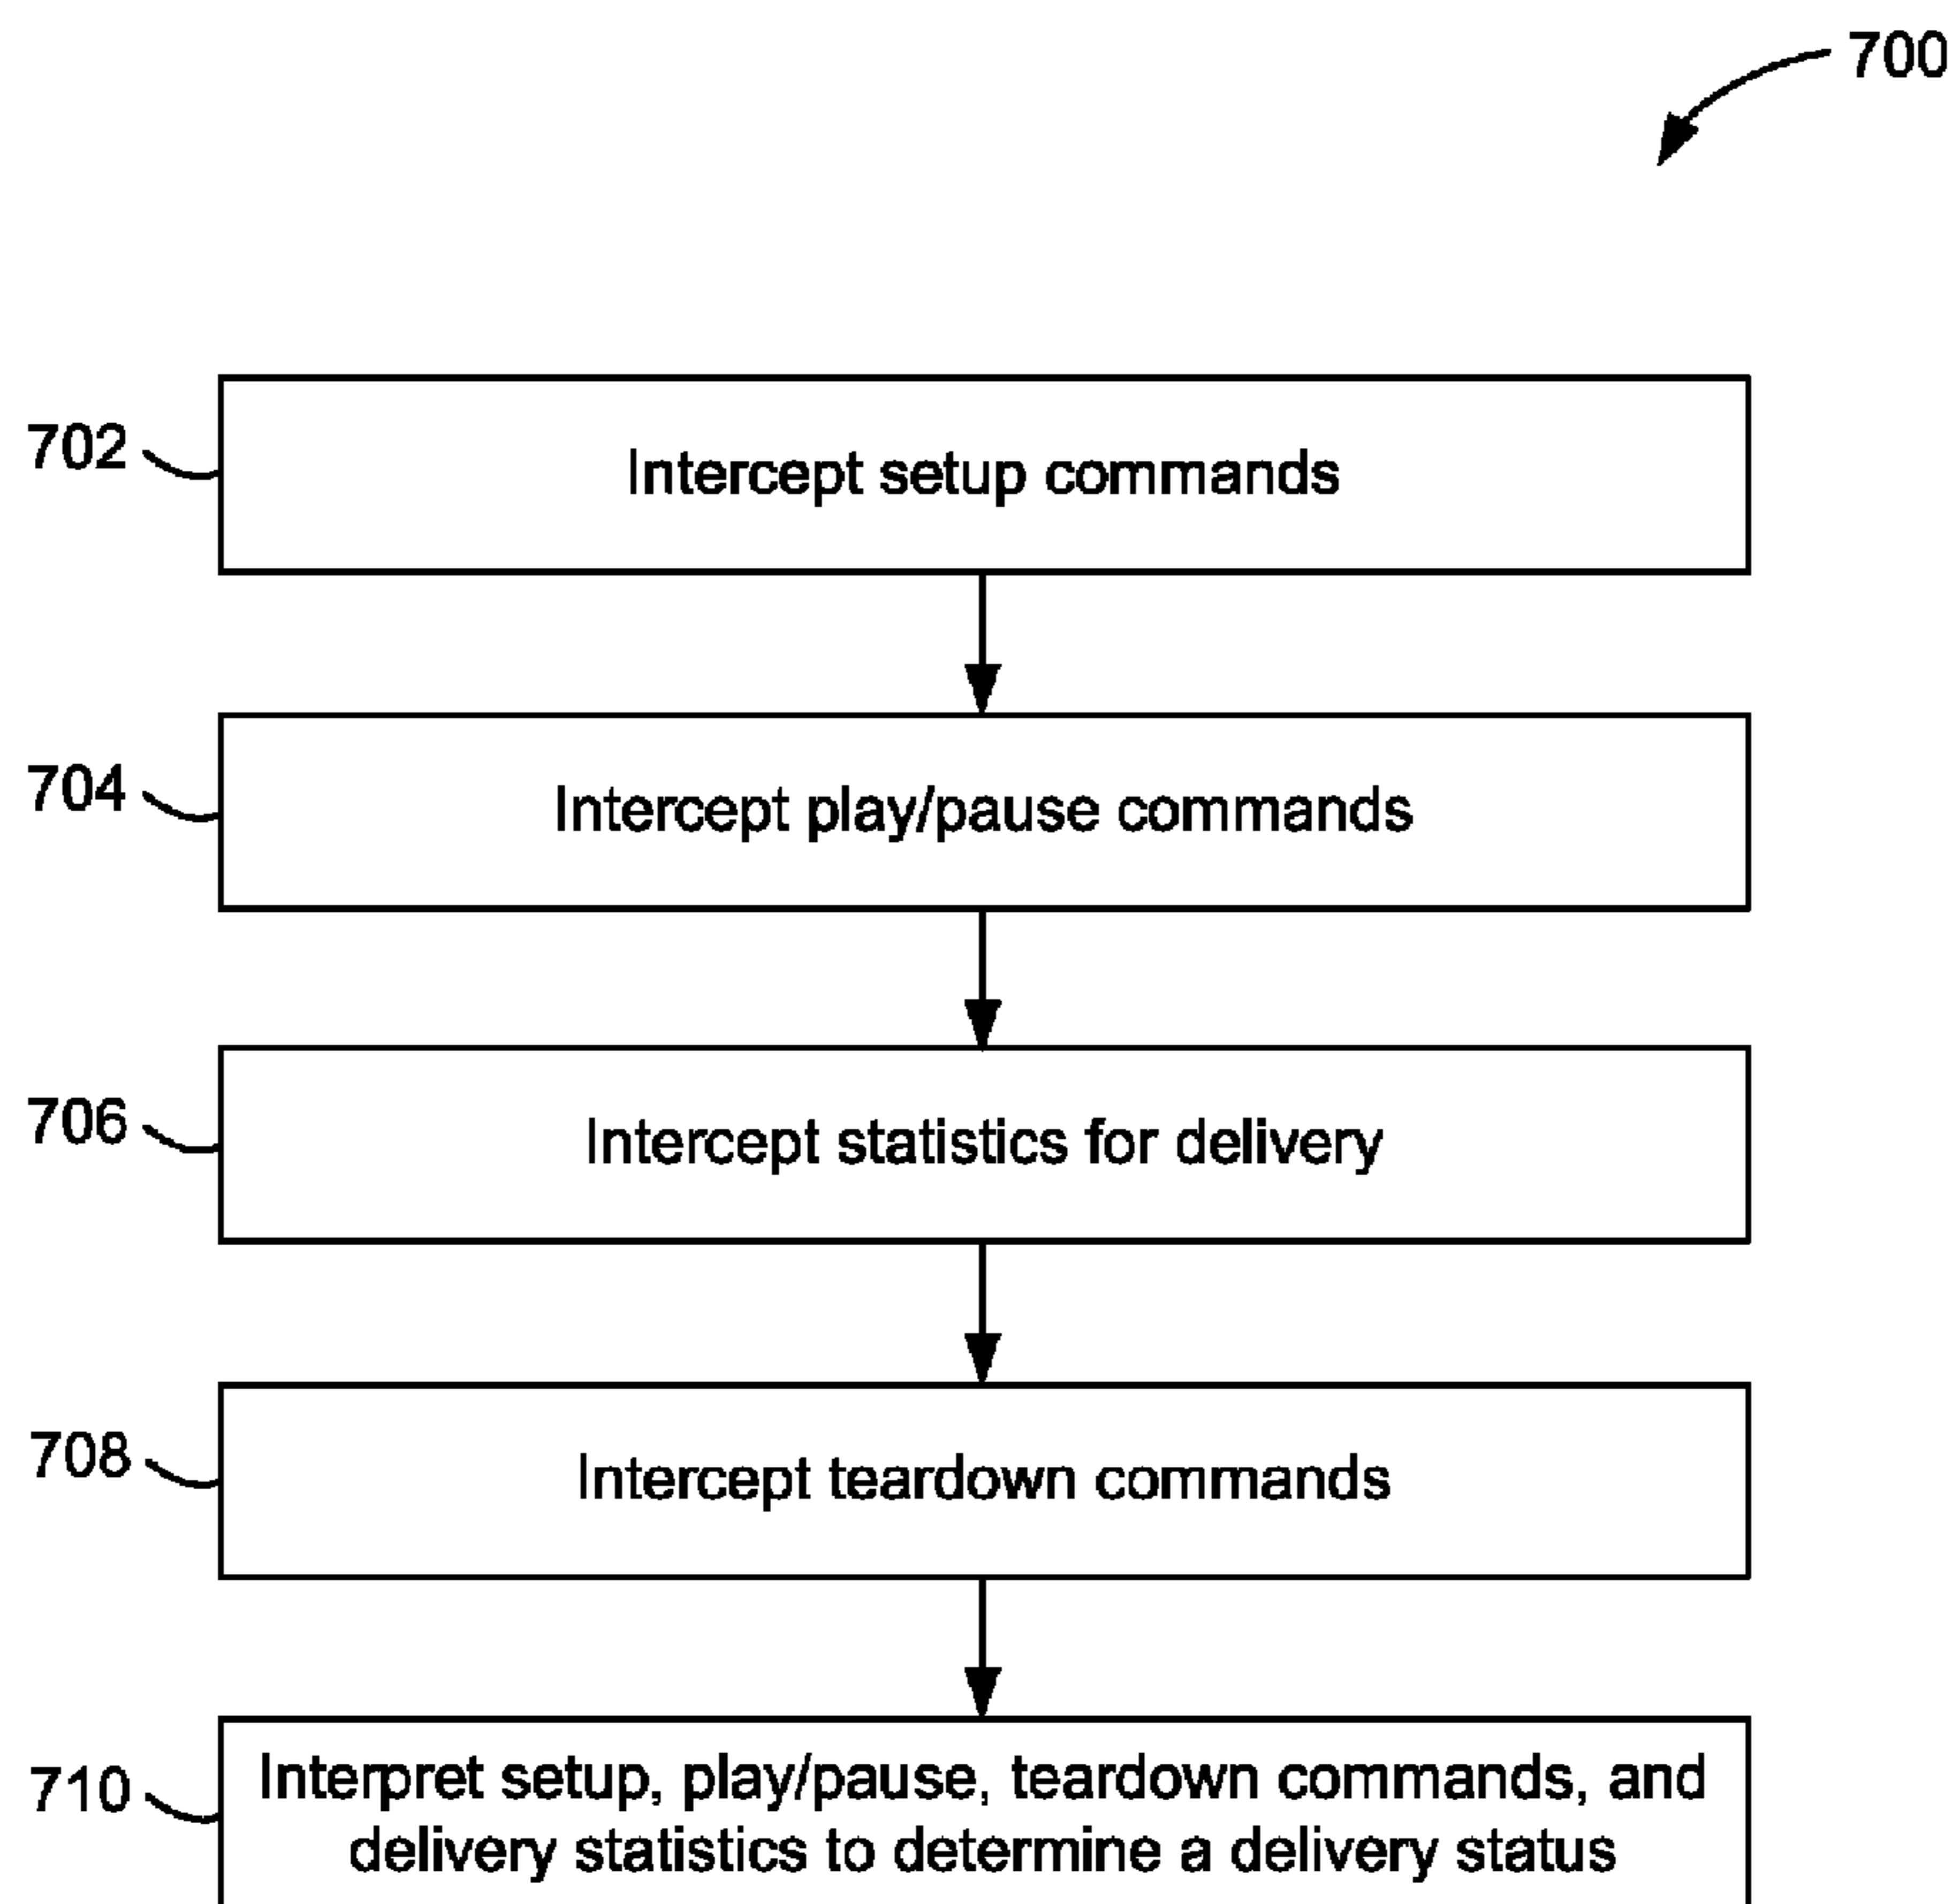 700
702
Intercept setup commands
704
Intercept play/pause commands
706
Intercept statistics for delivery
708
Intercept teardown commands
710
Interpret setup, play/pause, teardown commands, and
delivery statistics to determine a delivery status